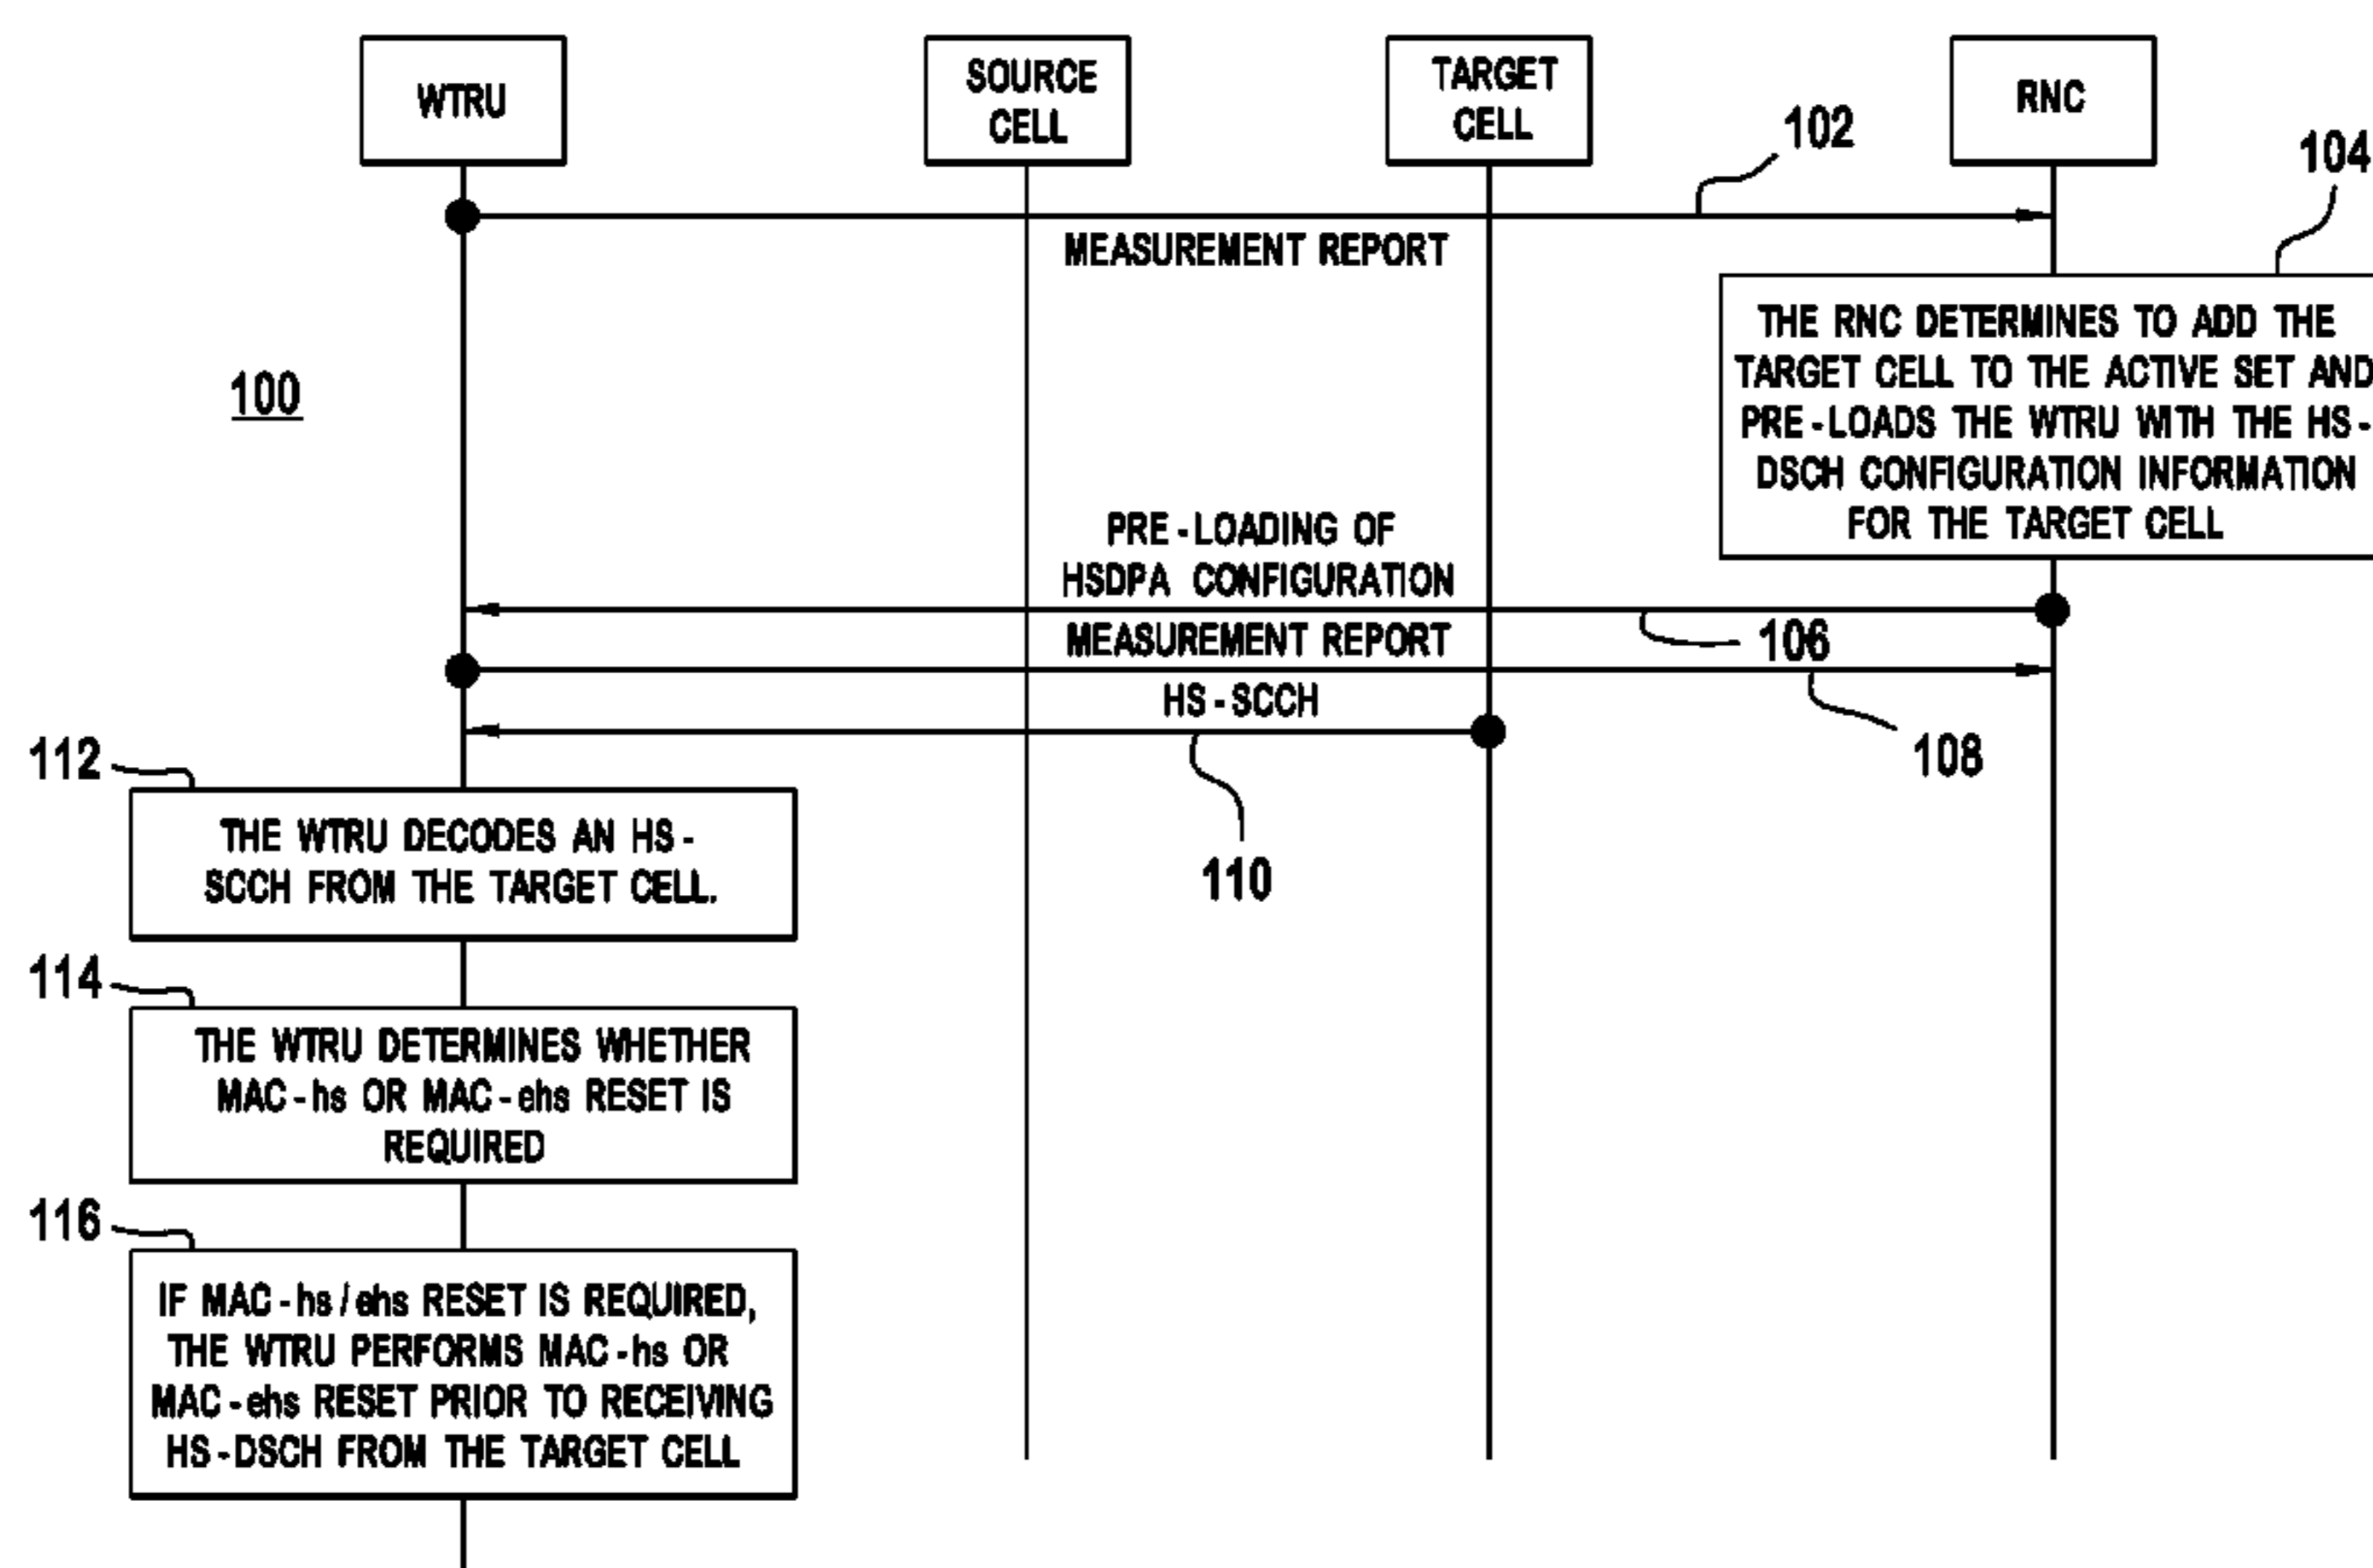 WTRU
SOURCE
CELL
TARGET
CELL
RNC
102
104
MEASUREMENT REPORT
THE RNC DETERMINES TO ADD THE
TARGET CELL TO THE ACTIVE SET AND
PRE-LOADS THE WTRU WITH THE HS-
DSCH CONFIGURATION INFORMATION
FOR THE TARGET CELL
100
PRE-LOADING OF
HSDPA CONFIGURATION
106
MEASUREMENT REPORT
108
HS-SCCH
110
112
THE WTRU DECODES AN HS-
SCCH FROM THE TARGET CELL.
114
THE WTRU DETERMINES WHETHER
MAC-hs OR MAC-ehs RESET IS
REQUIRED
116
IF MAC-hs/ehs RESET IS REQUIRED,
THE WTRU PERFORMS MAC-hs OR
MAC-ehs RESET PRIOR TO RECEIVING
HS-DSCH FROM THE TARGET CELL